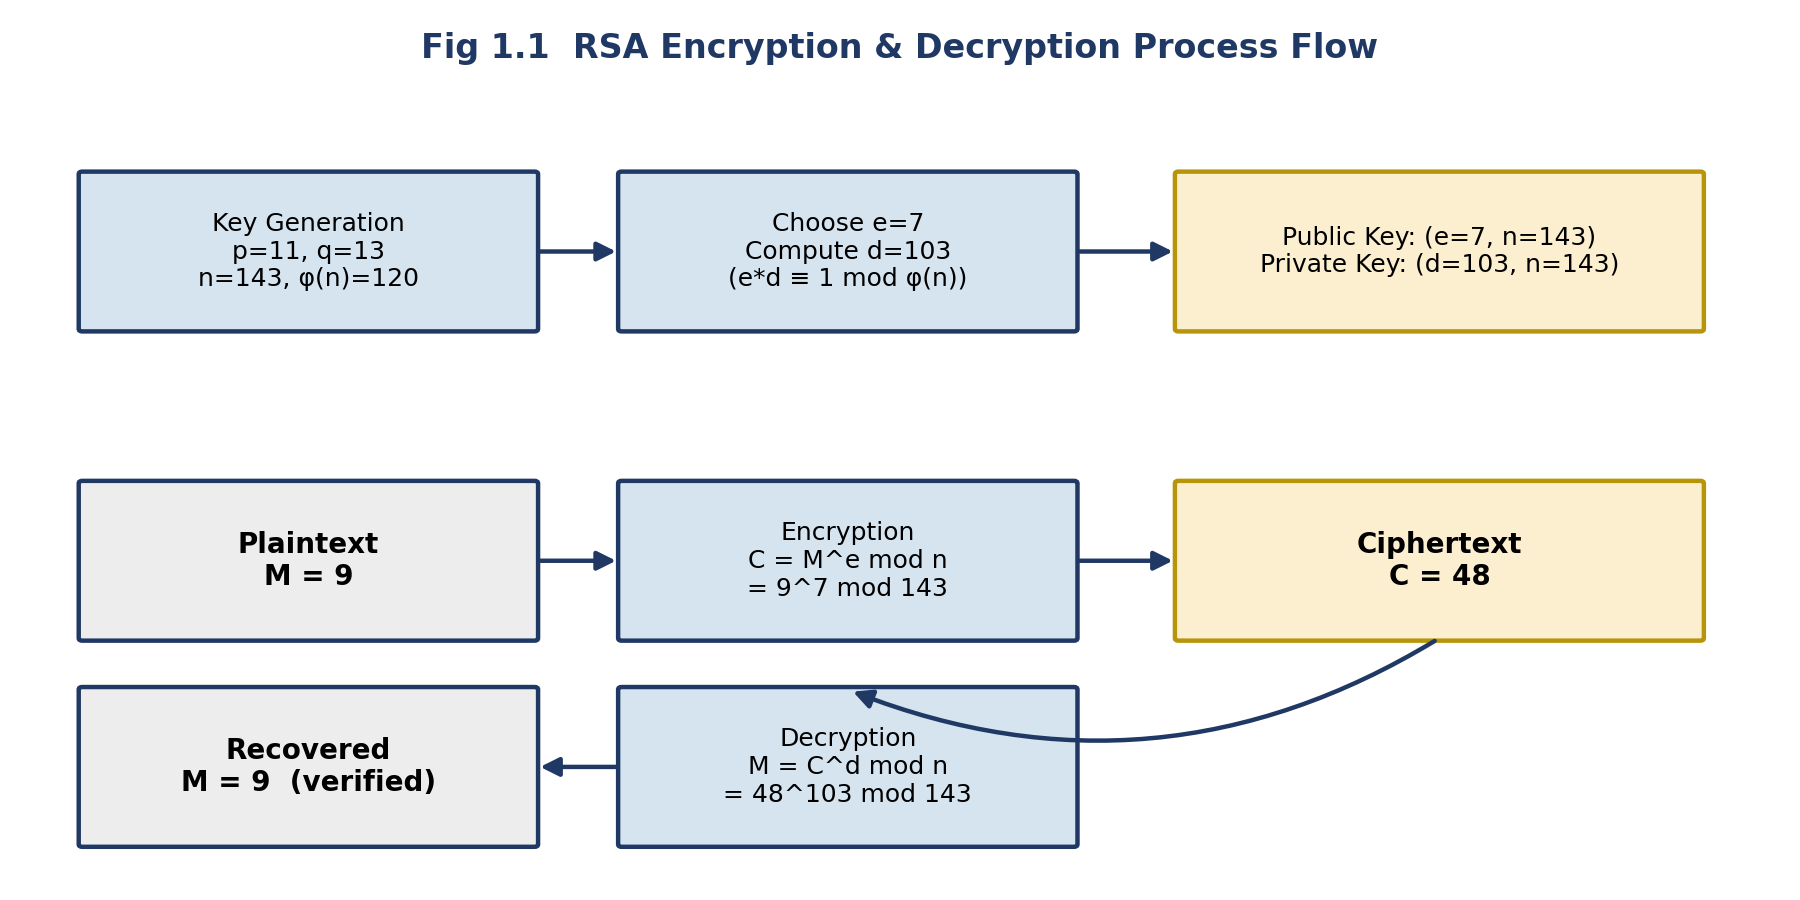 Fig 1.1  RSA Encryption & Decryption Process Flow
Key Generation
p=11, q=13
n=143, φ(n)=120
Choose e=7
Compute d=103
(e*d ≡ 1 mod φ(n))
Public Key: (e=7, n=143)
Private Key: (d=103, n=143)
Plaintext
M = 9
Encryption
C = M^e mod n
= 9^7 mod 143
Ciphertext
C = 48
Recovered
M = 9  (verified)
Decryption
M = C^d mod n
= 48^103 mod 143